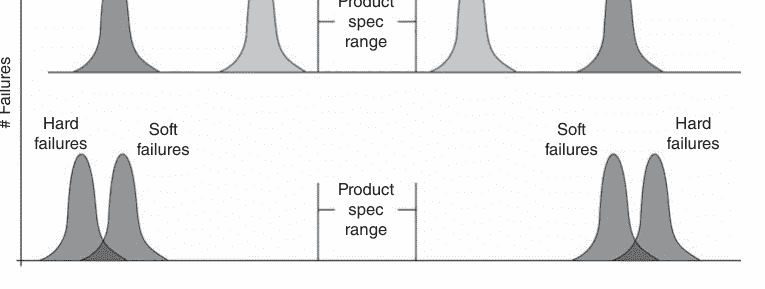 Product
spec
range
# Failures
Hard
failures
Soft
failures
Soft
failures
Hard
failures
Product
spec
range